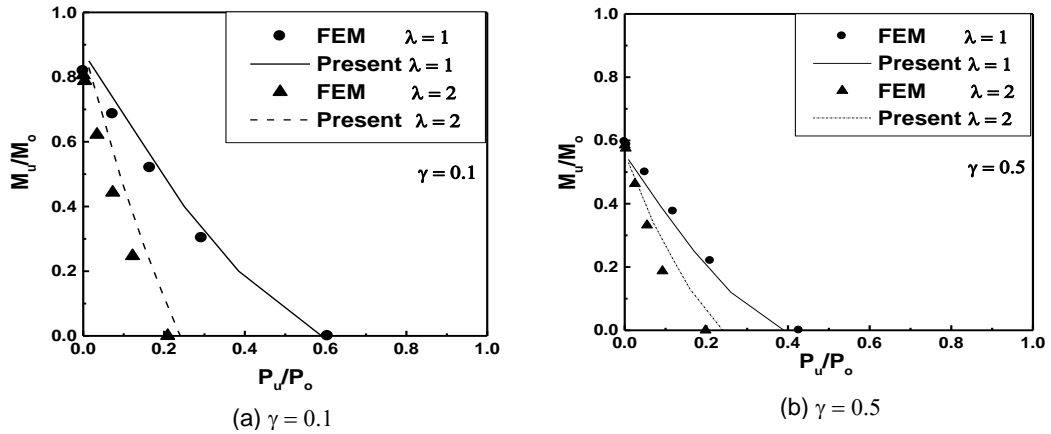 1.0
0.8
0.6
0.4
0.2
0.0
M_u/M_o
0.0 0.2 0.4 0.6 0.8 1.0
P_u/P_o
FEM λ = 1
Present λ = 1
FEM λ = 2
Present λ = 2
γ = 0.1
(a) γ = 0.1
1.0
0.8
0.6
0.4
0.2
0.0
M_u/M_o
0.0 0.2 0.4 0.6 0.8 1.0
P_u/P_o
FEM λ = 1
Present λ = 1
FEM λ = 2
Present λ = 2
γ = 0.5
(b) γ = 0.5